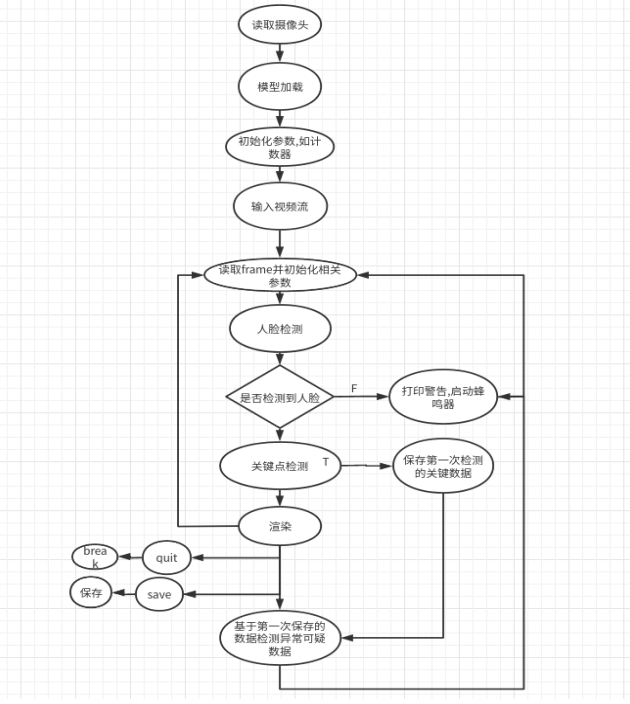 读取摄像头
模型加载
初始化参数,如计
数器
输入视频流
读取frame并初始化相关
参数
人脸检测
是否检测到人脸
F
打印警告,启动蜂
鸣器
关键点检测
T
保存第一次检测
的关键数据
渲染
quit
brea
k
save
保存
基于第一次保存的
数据检测异常可疑
数据